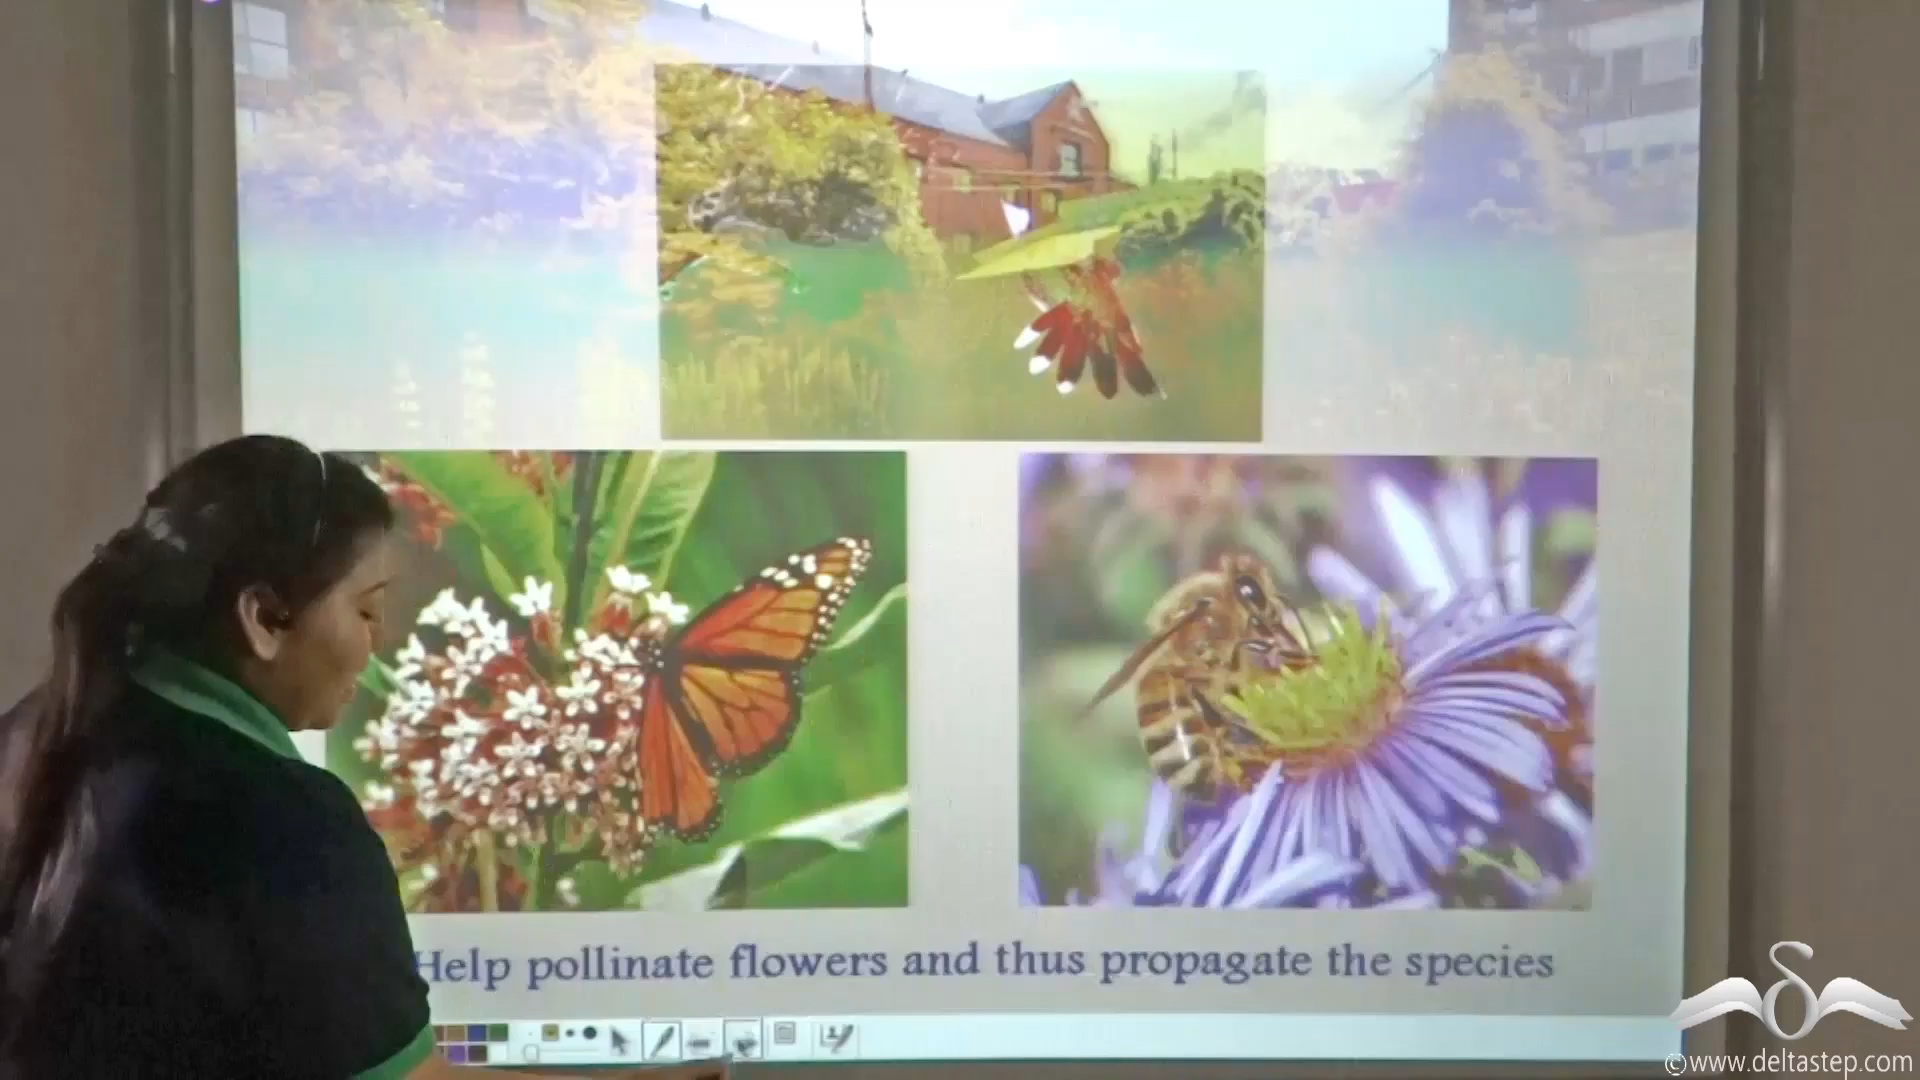 Help pollinate flowers and thus propagate the species
©www.deltastep.com